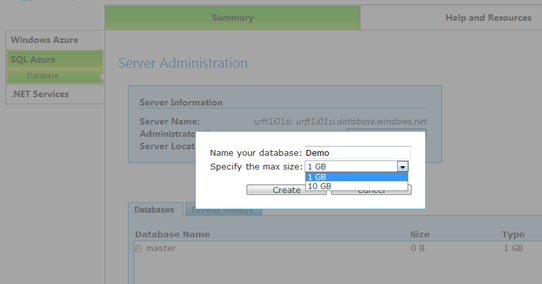 Summary
Help and Resources
Windows Azure
SQL Azure
Database
.NET Services
Server Administration
Server Information
Server Name: urft1i01si urft1i01si.database.windows.net
Server
Name your database: Demo
Specify the max size: 1 GB
1 GB
10 GB
Create Cancel
Databases Firewall Settings
Database Name Size Type
master 0 B 1 GB